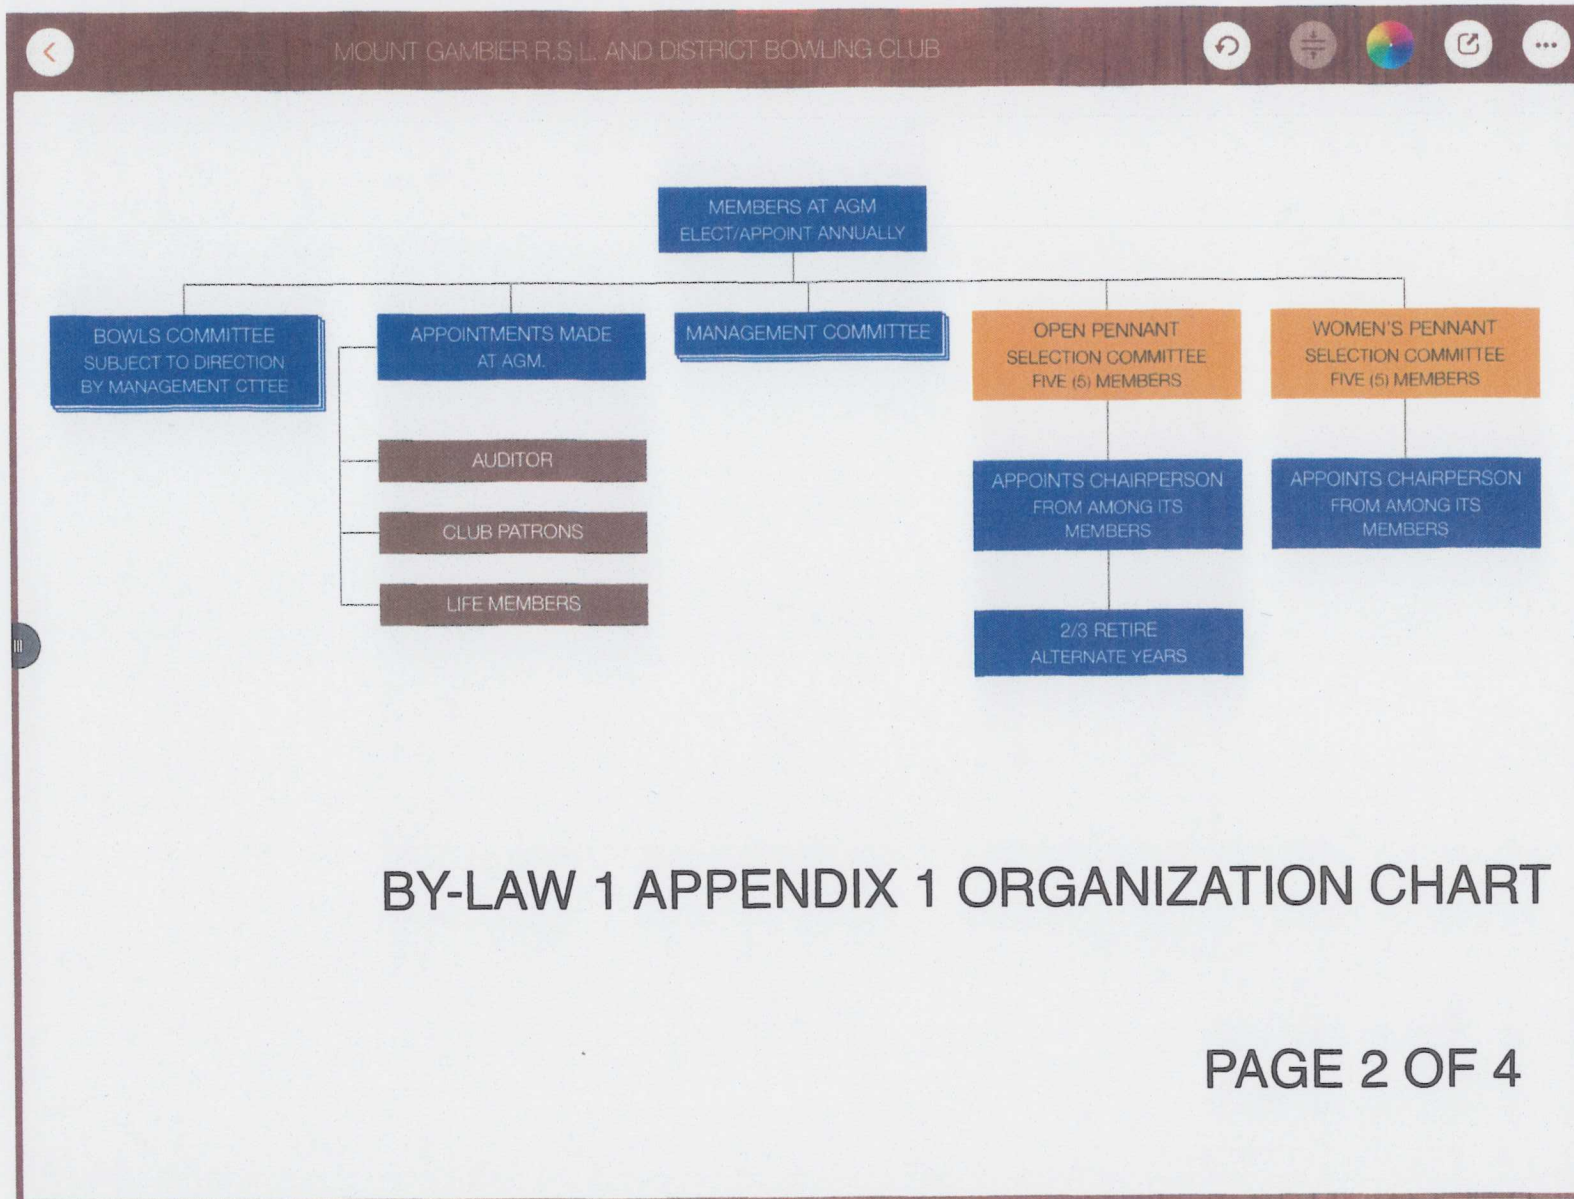 MOUNT GAMBIER R.S.L. AND DISTRICT BOWLING CLUB
MEMBERS AT AGM
ELECT/APPOINT ANNUALLY
BOWLS COMMITTEE
SUBJECT TO DIRECTION
BY MANAGEMENT CTTEE
APPOINTMENTS MADE
AT AGM.
AUDITOR
CLUB PATRONS
LIFE MEMBERS
MANAGEMENT COMMITTEE
OPEN PENNANT
SELECTION COMMITTEE
FIVE (5) MEMBERS
APPOINTS CHAIRPERSON
FROM AMONG ITS
MEMBERS
2/3 RETIRE
ALTERNATE YEARS
WOMEN'S PENNANT
SELECTION COMMITTEE
FIVE (5) MEMBERS
APPOINTS CHAIRPERSON
FROM AMONG ITS
MEMBERS
BY-LAW 1 APPENDIX 1 ORGANIZATION CHART
PAGE 2 OF 4